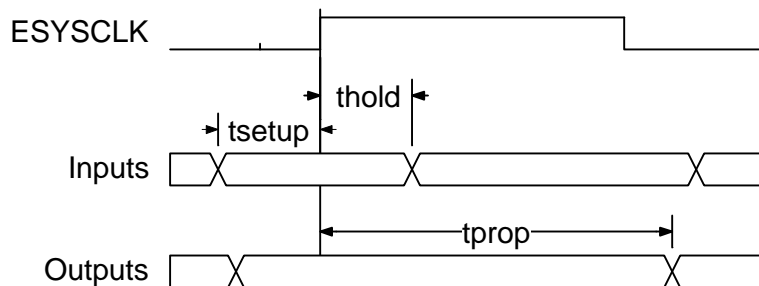 ESYSCLK
thold
tsetup
Inputs
tprop
Outputs